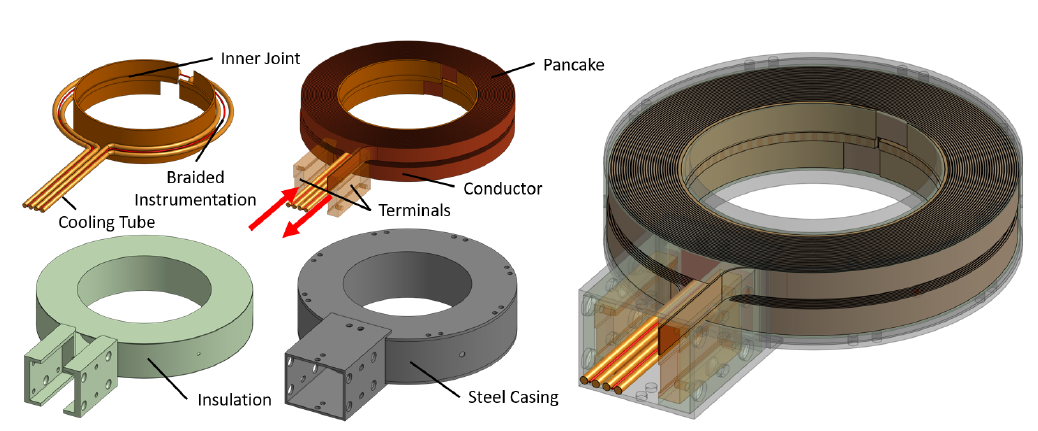 Inner Joint
Pancake
Braided
Instrumentation
Conductor
Terminals
Cooling Tube
Insulation
Steel Casing